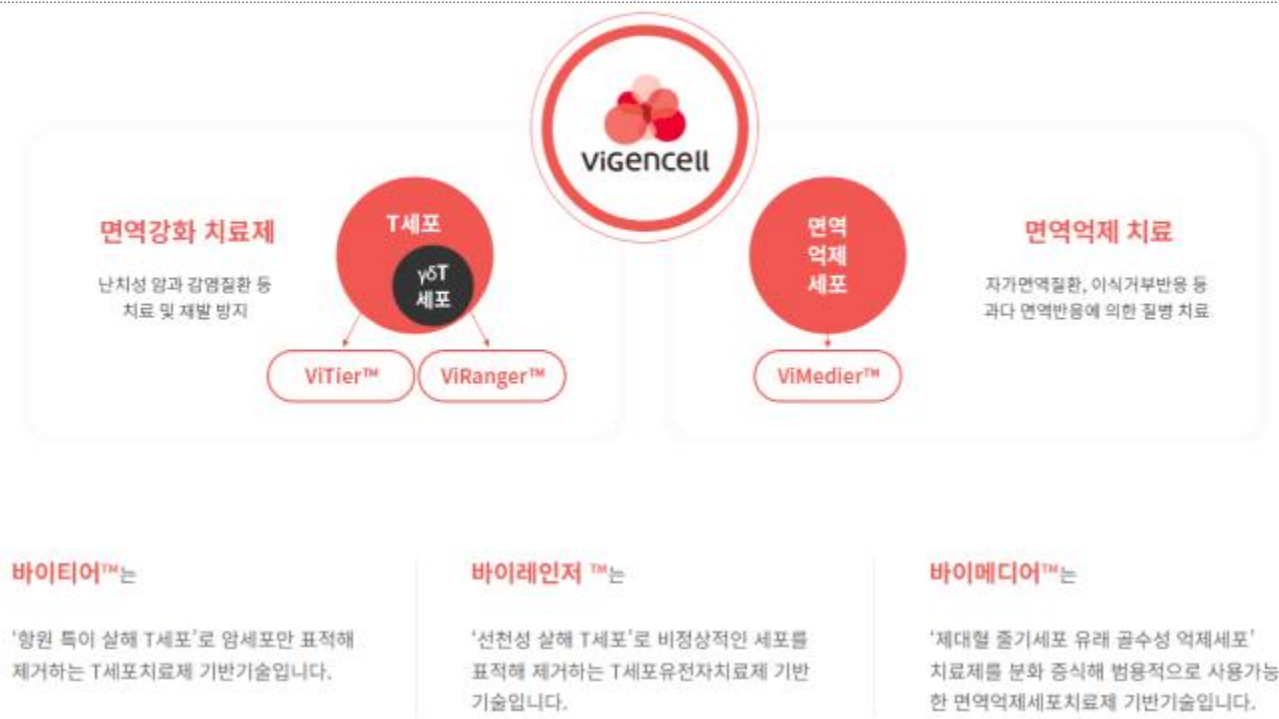 ViGenCell
면역강화 치료제
난치성 암과 감염질환 등
치료 및 재발 방지
T세포
γδT
세포
ViTier™
ViRanger™
면역
억제
세포
ViMedier™
면역억제 치료
자가면역질환, 이식거부반응 등
과다 면역반응에 의한 질병 치료
바이티어™는
'항원 특이 살해 T세포'로 암세포만 표적해
제거하는 T세포치료제 기반기술입니다.
바이레인저 ™는
'선천성 살해 T세포'로 비정상적인 세포를
표적해 제거하는 T세포유전자치료제 기반
기술입니다.
바이메디어™는
'제대혈 줄기세포 유래 골수성 억제세포'
치료제를 분화 증식해 범용적으로 사용가능
한 면역억제세포치료제 기반기술입니다.